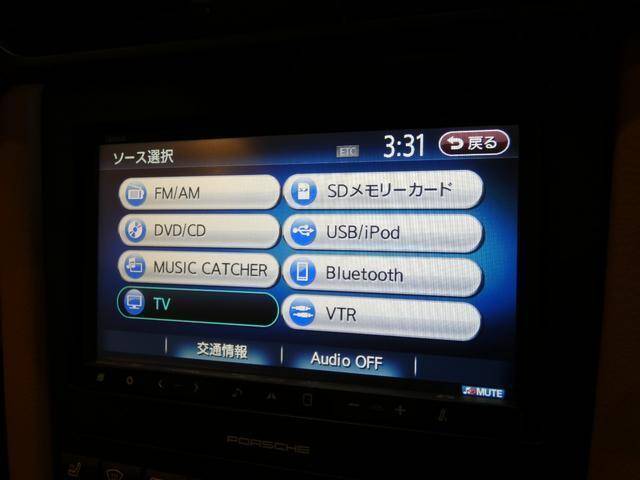 ソース選択
ETC
3:31
戻る
FM/AM
SDメモリーカード
DVD/CD
USB/iPod
MUSIC CATCHER
Bluetooth
TV
VTR
交通情報
Audio OFF
MUTE
PORSCHE